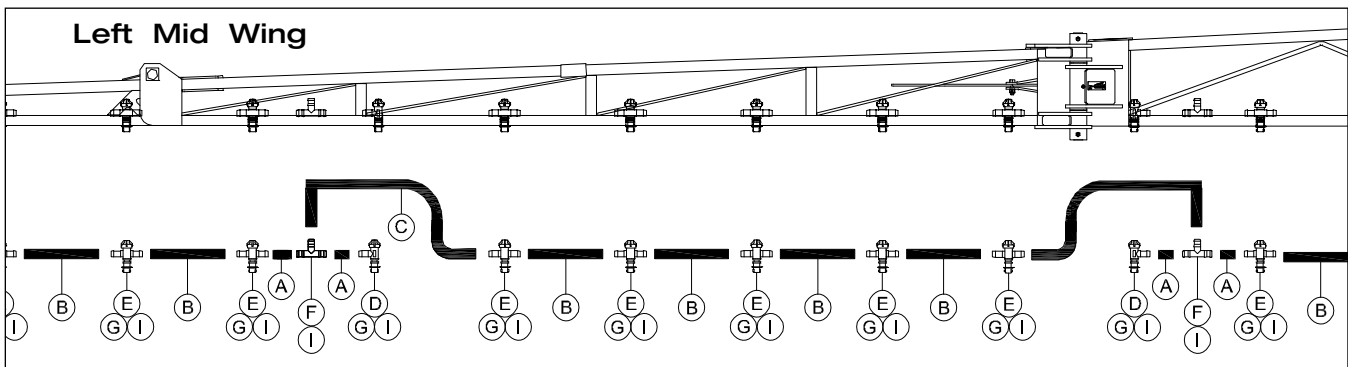 Left Mid Wing
C
A A A A
B E B E F D E B E B E B E B E D F E B
I G I G I G I G I G I G I G I G I G I G I
I I